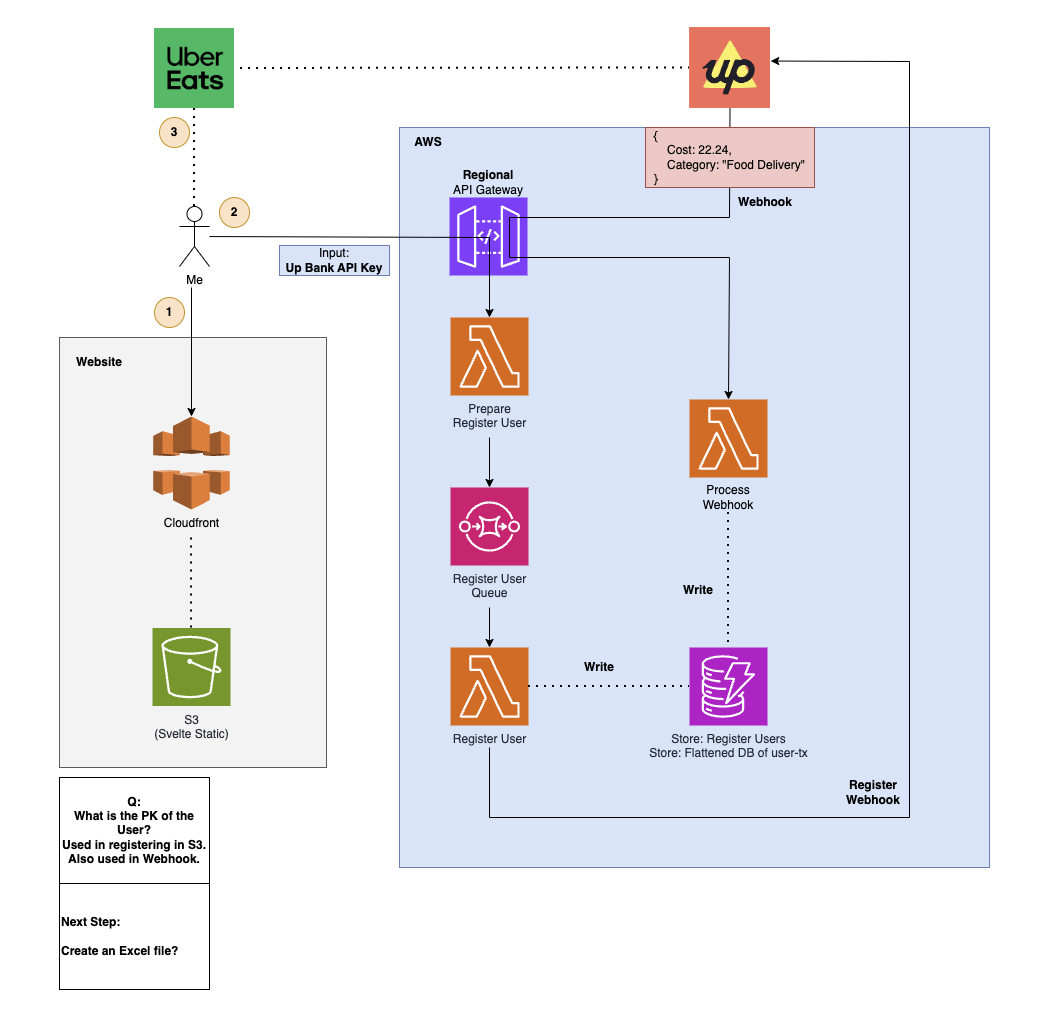 Uber
Eats
up
3
AWS
{
Cost: 22.24,
Category: "Food Delivery"
}
Regional
API Gateway
2
Webhook
</>
Input:
Up Bank API Key
Me
1
Website
Prepare
Register User
Process
Webhook
Cloudfront
Register User
Queue
Write
Write
S3
(Svelte Static)
Register User
Store: Register Users
Store: Flattened DB of user-tx
Register
Webhook
Q:
What is the PK of the
User?
Used in registering in S3.
Also used in Webhook.
Next Step:
Create an Excel file?